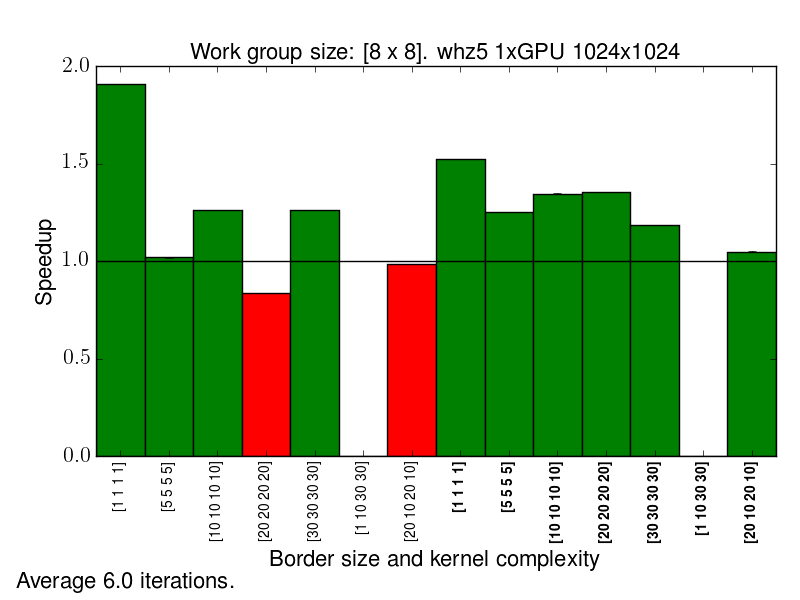 Work group size: [8 x 8]. whz5 1xGPU 1024x1024
2.0
1.5
1.0
0.5
0.0
Speedup
[1 1 1 1]
[5 5 5 5]
[10 10 10 10]
[20 20 20 20]
[30 30 30 30]
[1 10 30 30]
[20 10 20 10]
[1 1 1 1]
[5 5 5 5]
[10 10 10 10]
[20 20 20 20]
[30 30 30 30]
[1 10 30 30]
[20 10 20 10]
Border size and kernel complexity
Average 6.0 iterations.